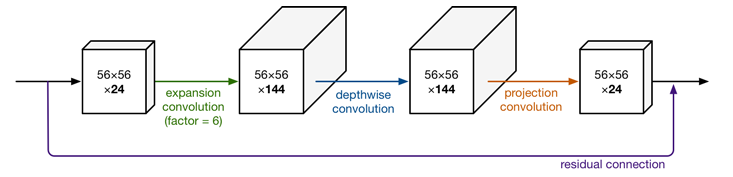 56×56
×24
expansion
convolution
(factor = 6)
56×56
×144
depthwise
convolution
56×56
×144
projection
convolution
56×56
×24
residual connection